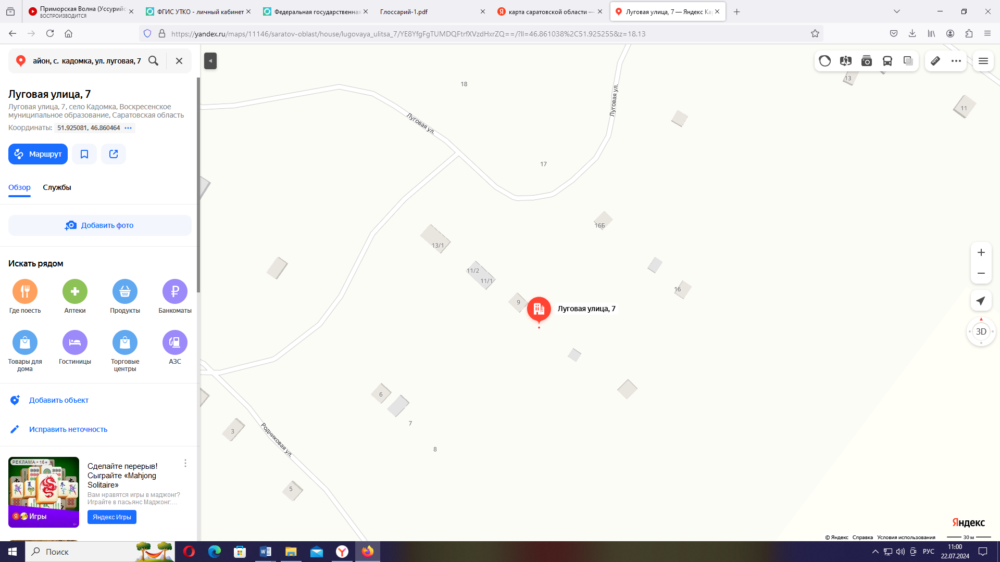 Приморская Волна (Уссурийс
ВОСПРОИЗВОДИТСЯ
ФГИС УТКО - личный кабинет
Федеральная государственная
Глоссарий-1.pdf
карта саратовской области —
Луговая улица, 7 — Яндекс Ка
https://yandex.ru/maps/11146/saratov-oblast/house/lugovaya_ulitsa_7/YE8YfgFgTUMDQFtrfXVzdHxrZQ==/?ll=46.861038%2C51.925255&z=18.13
айон, с. кадомка, ул. луговая, 7
Луговая улица, 7
Луговая улица, 7, село Кадомка, Воскресенское
муниципальное образование, Саратовская область
Координаты: 51.925081, 46.860464
Маршрут
Обзор Службы
Добавить фото
Искать рядом
Где поесть
Аптеки
Продукты
Банкоматы
Товары для
дома
Гостиницы
Торговые
центры
АЗС
Добавить объект
Исправить неточность
РЕКЛАМА • 16+
Я Игры
Сделайте перерыв!
Сыграйте «Mahjong
Solitaire»
Вам нравятся игры в маджонг?
Играйте в пасьянс Маджонг:...
Яндекс Игры
18
13
11
Луговая ул.
Луговая ул.
17
16Б
13/1
11/2
11/1
16
9
Луговая улица, 7
6
7
3
8
Родниковая ул.
5
3D
Яндекс
© Яндекс Справка Условия использования 30 м
Поиск
РУС
11:00
22.07.2024